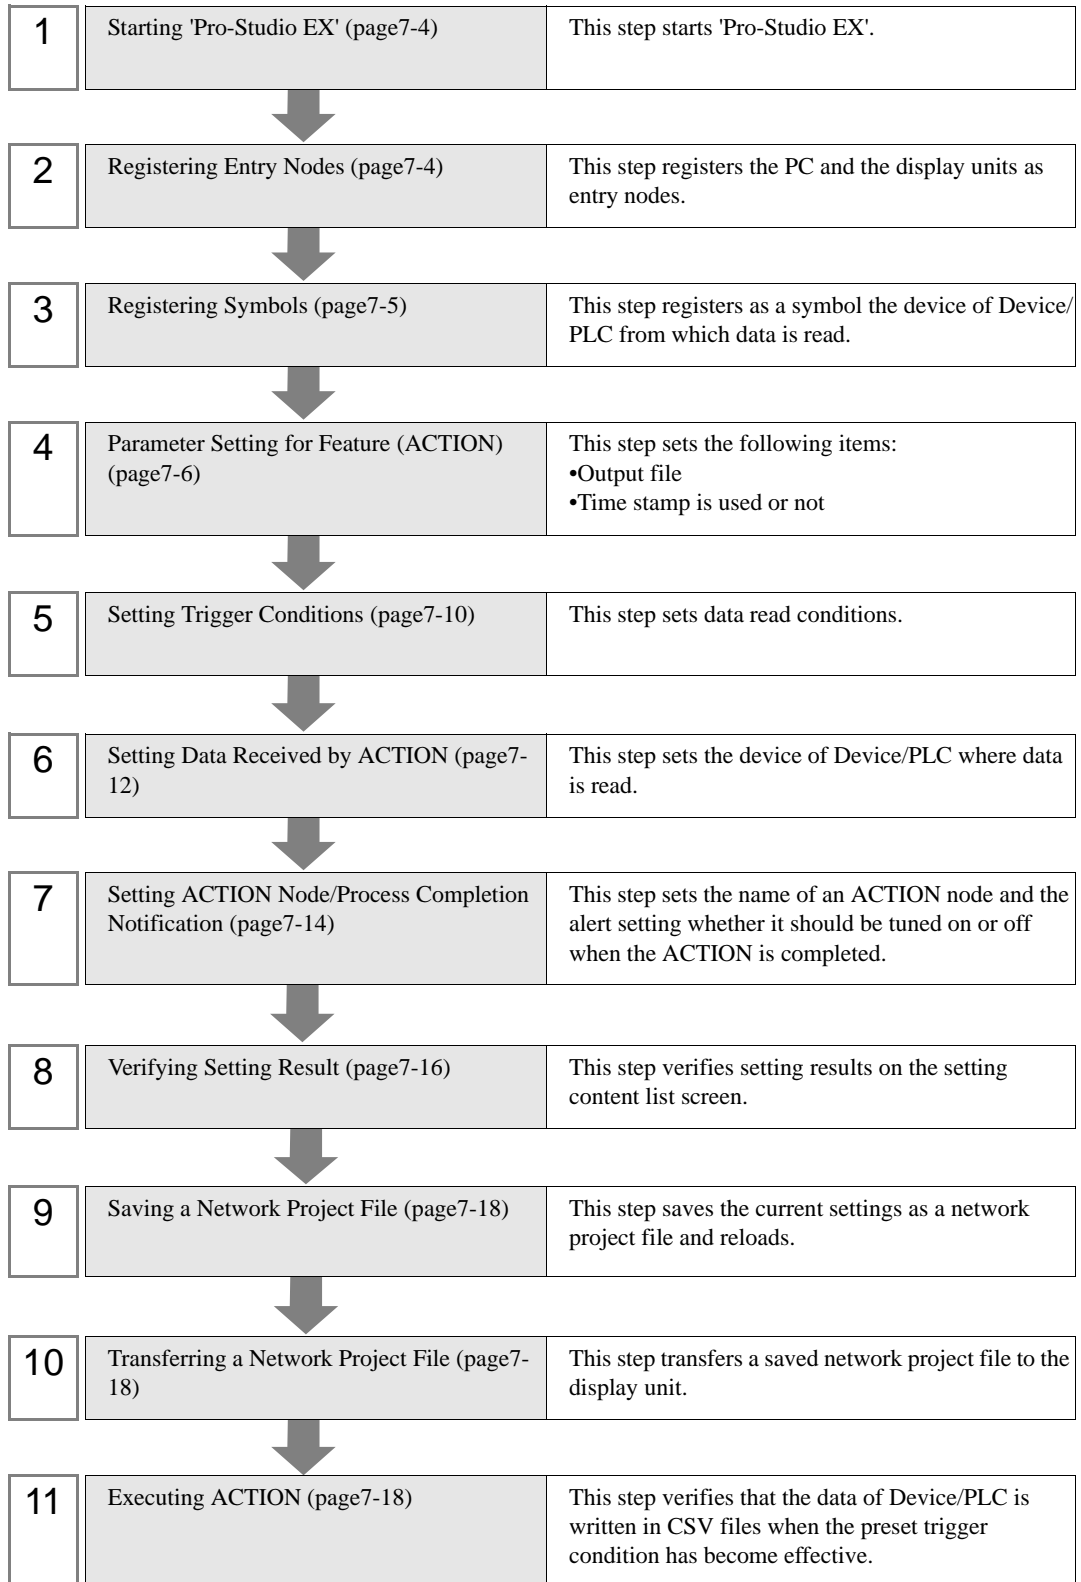 1
Starting 'Pro-Studio EX' (page7-4)
This step starts 'Pro-Studio EX'.
2
Registering Entry Nodes (page7-4)
This step registers the PC and the display units as
entry nodes.
3
Registering Symbols (page7-5)
This step registers as a symbol the device of Device/
PLC from which data is read.
4
Parameter Setting for Feature (ACTION)
(page7-6)
This step sets the following items:
•Output file
•Time stamp is used or not
5
Setting Trigger Conditions (page7-10)
This step sets data read conditions.
6
Setting Data Received by ACTION (page7-
12)
This step sets the device of Device/PLC where data
is read.
7
Setting ACTION Node/Process Completion
Notification (page7-14)
This step sets the name of an ACTION node and the
alert setting whether it should be tuned on or off
when the ACTION is completed.
8
Verifying Setting Result (page7-16)
This step verifies setting results on the setting
content list screen.
9
Saving a Network Project File (page7-18)
This step saves the current settings as a network
project file and reloads.
10
Transferring a Network Project File (page7-
18)
This step transfers a saved network project file to the
display unit.
11
Executing ACTION (page7-18)
This step verifies that the data of Device/PLC is
written in CSV files when the preset trigger
condition has become effective.